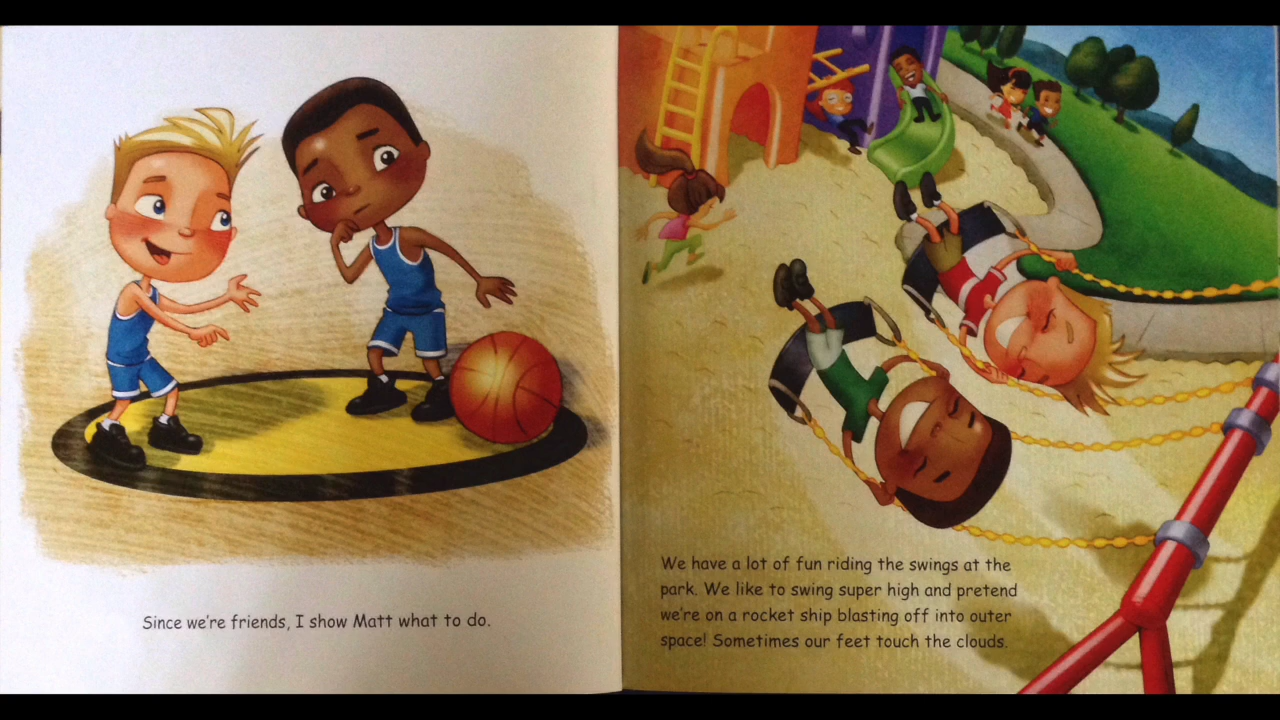 Since we're friends, I show Matt what to do.
We have a lot of fun riding the swings at the
park. We like to swing super high and pretend
we're on a rocket ship blasting off into outer
space! Sometimes our feet touch the clouds.